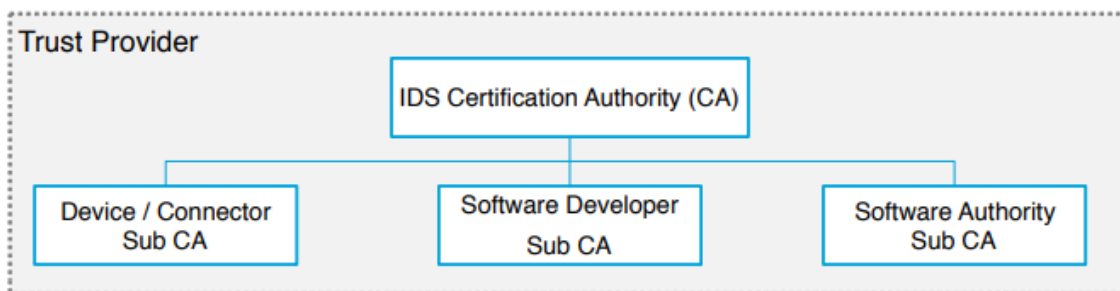 Trust Provider
IDS Certification Authority (CA)
Device / Connector
Sub CA
Software Developer
Sub CA
Software Authority
Sub CA